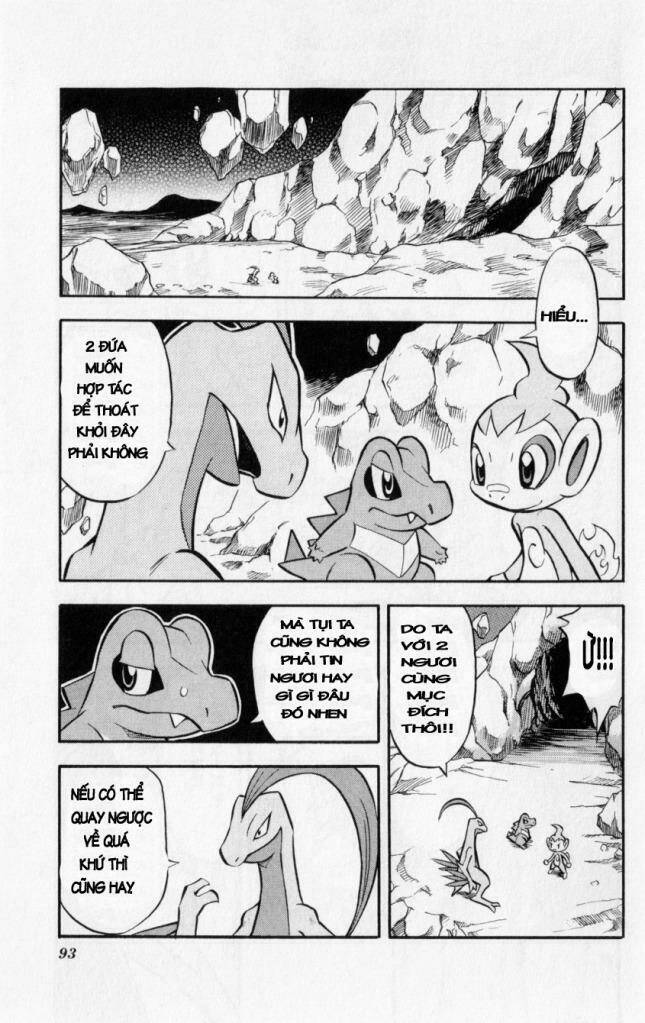 HIỂU...
2 ĐỨA
MUỐN
HỢP TÁC
ĐỂ THOÁT
KHỎI ĐÂY
PHẢI KHÔNG
Ừ!!!
DO TA
VỚI 2
NGƯƠI
CÙNG
MỤC
ĐÍCH
THÔI!!
MÀ TỤI TA
CŨNG KHÔNG
PHẢI TIN
NGƯƠI HAY
GÌ GÌ ĐÂU
ĐÓ NHEN
NẾU CÓ THỂ
QUAY NGƯỢC
VỀ QUÁ
KHỨ THÌ
CŨNG HAY.
93